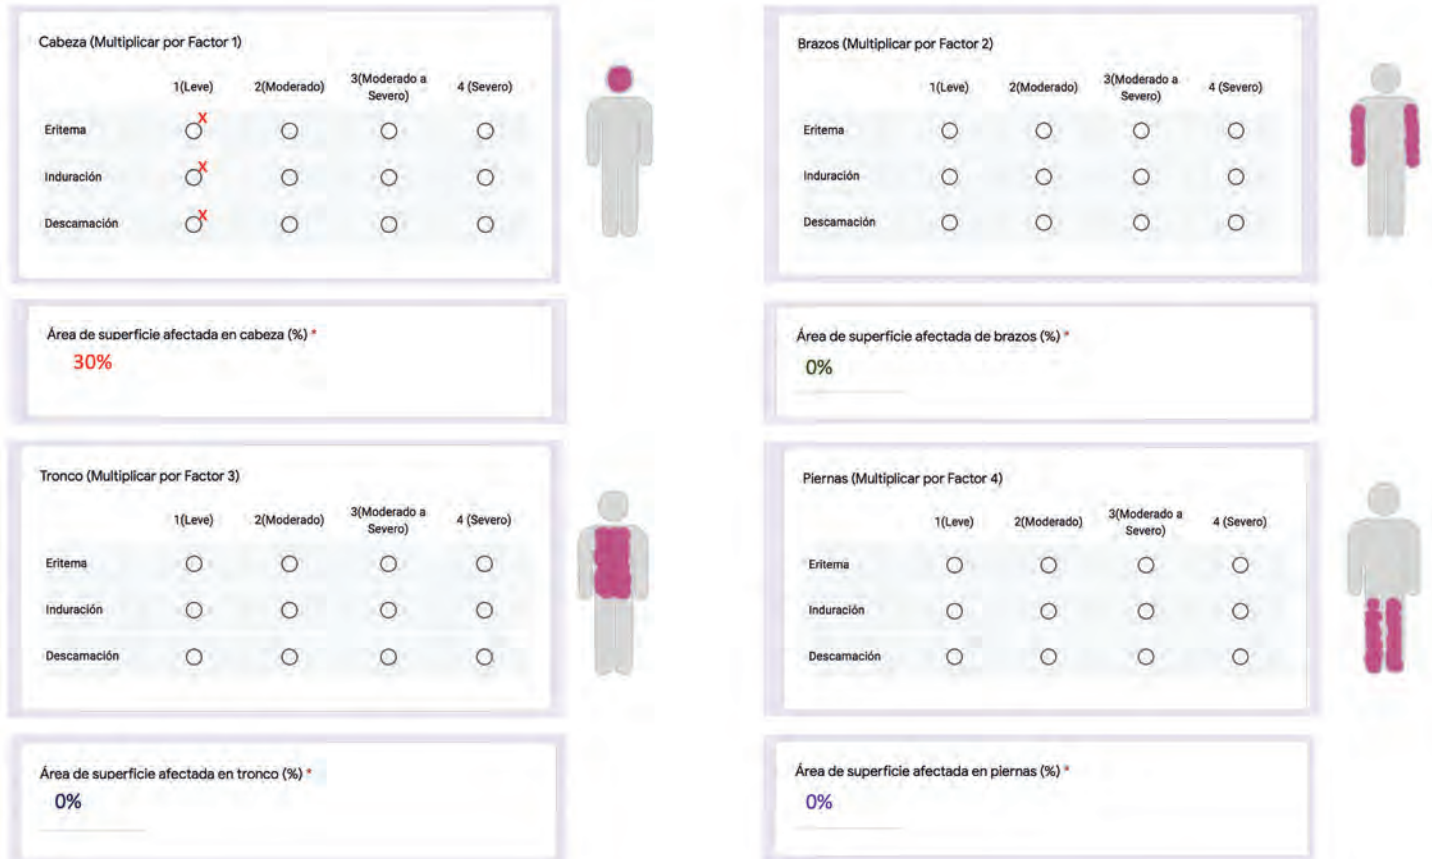 Cabeza (Multiplicar por Factor 1)
1(Leve) 2(Moderado) 3(Moderado a Severo) 4 (Severo)
Eritema X
Induración X
Descamación X
Área de superficie afectada en cabeza (%) *
30%
Brazos (Multiplicar por Factor 2)
1(Leve) 2(Moderado) 3(Moderado a Severo) 4 (Severo)
Eritema
Induración
Descamación
Área de superficie afectada de brazos (%) *
0%
Tronco (Multiplicar por Factor 3)
1(Leve) 2(Moderado) 3(Moderado a Severo) 4 (Severo)
Eritema
Induración
Descamación
Área de superficie afectada en tronco (%) *
0%
Piernas (Multiplicar por Factor 4)
1(Leve) 2(Moderado) 3(Moderado a Severo) 4 (Severo)
Eritema
Induración
Descamación
Área de superficie afectada en piernas (%) *
0%